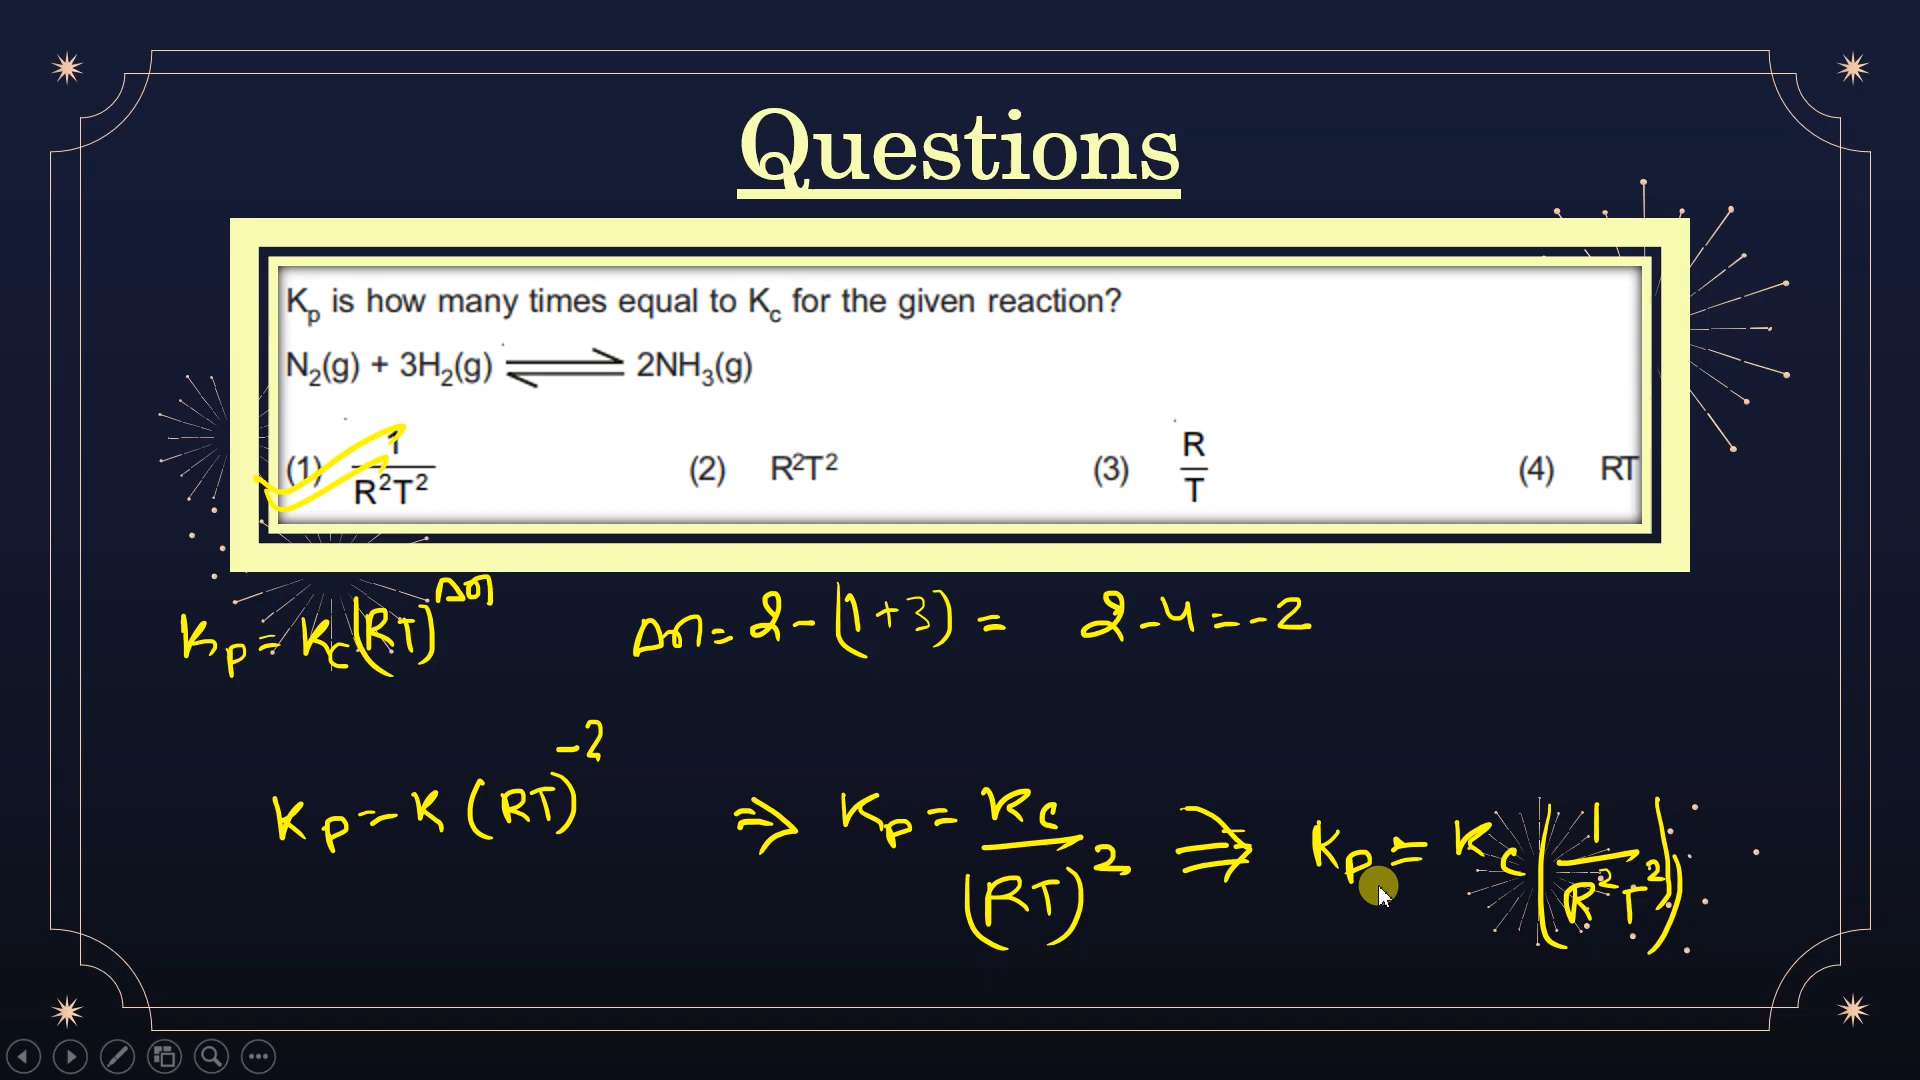 Questions
Kp is how many times equal to Kc for the given reaction?
N₂(g) + 3H₂(g) ⇌ 2NH₃(g)
(1) 1/R²T² (2) R²T² (3) R/T (4) RT
Kp = Kc(RT)^Δn Δn = 2 - (1+3) = 2 - 4 = -2
Kp = K (RT)^-2 ⇒ Kp = Kc/(RT)² ⇒ Kp = Kc (1/R²T²)